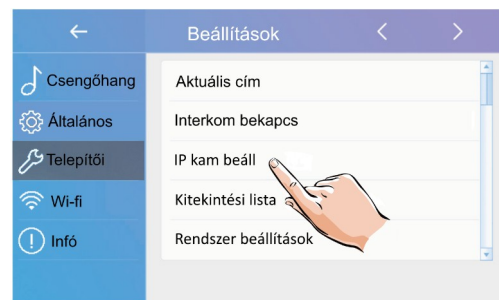 Beállítások
Csengőhang
Általános
Telepítői
Wi-fi
Infó
Aktuális cím
Interkom bekapcs
IP kam beáll
Kitekintési lista
Rendszer beállítások